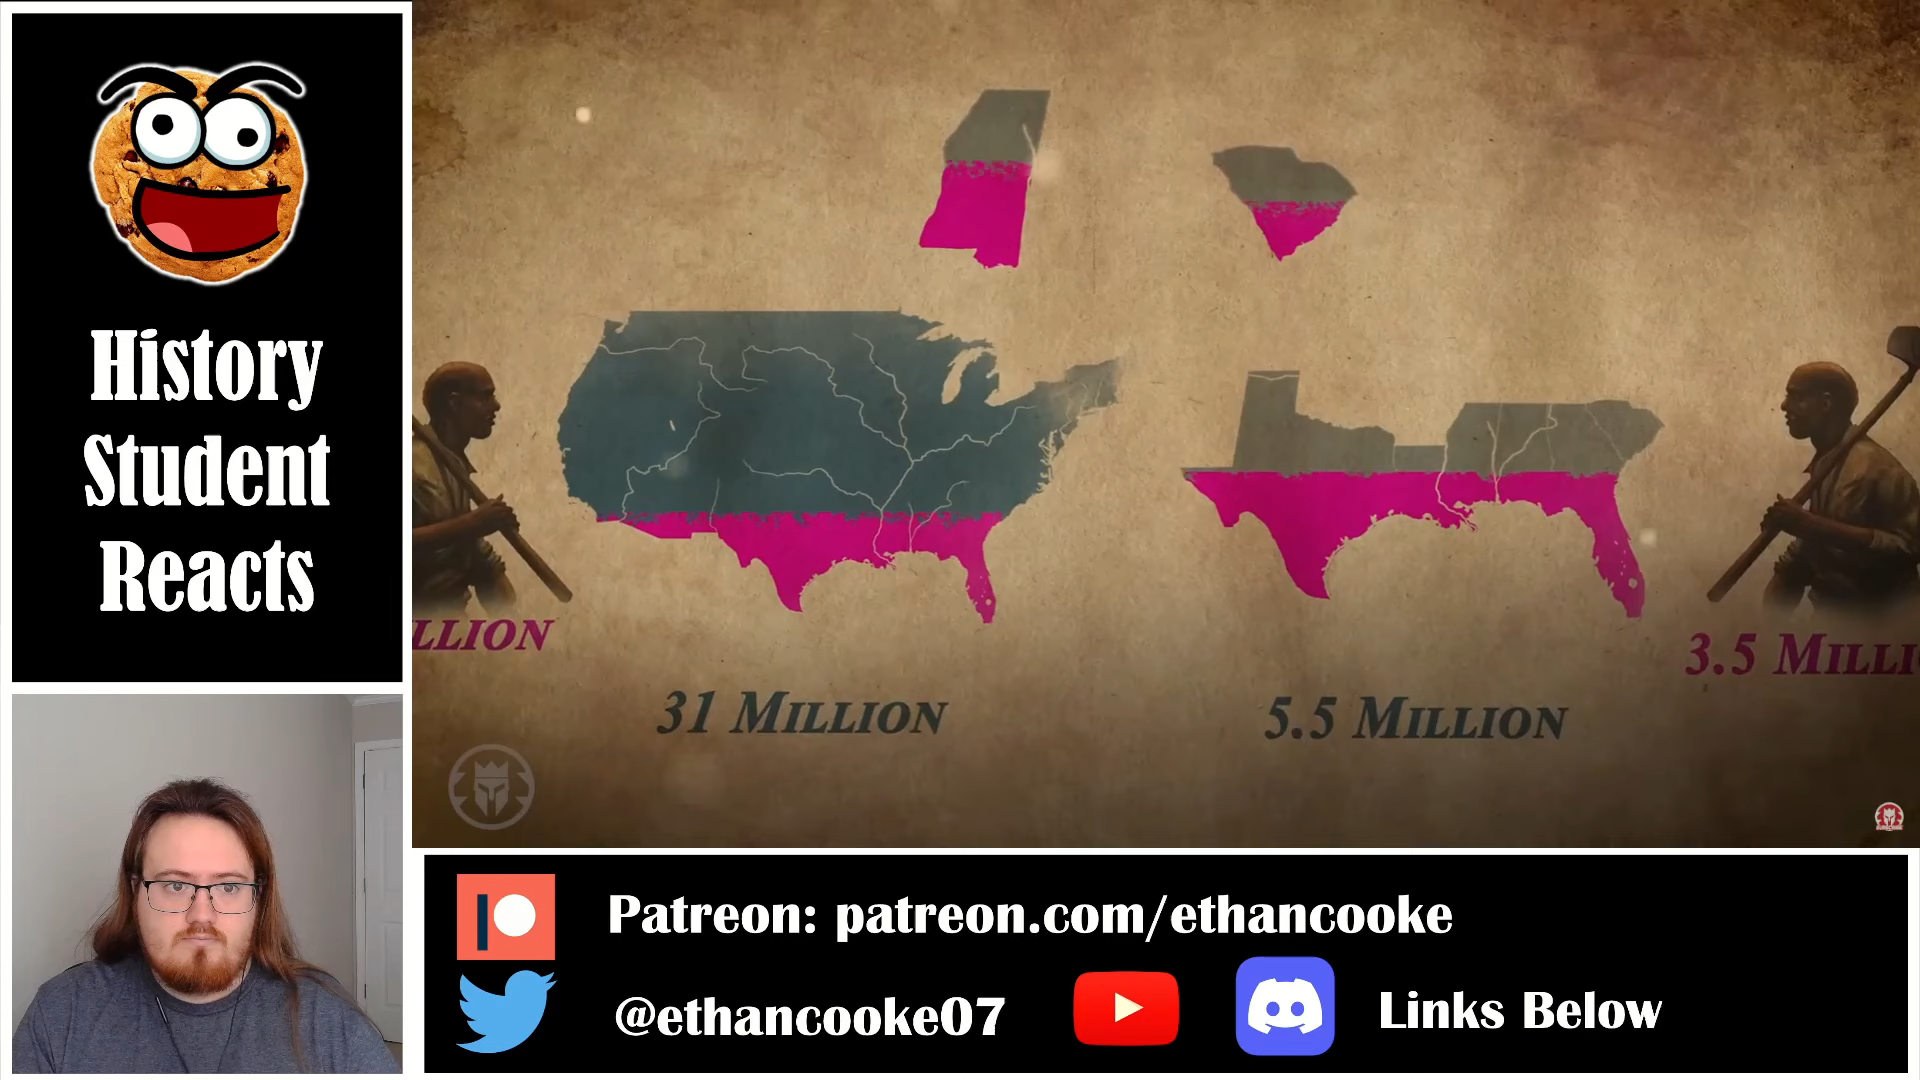 History
Student
Reacts
LLION
31 MILLION
5.5 MILLION
3.5 MILLI
Patreon: patreon.com/ethancooke
@ethancooke07
Links Below